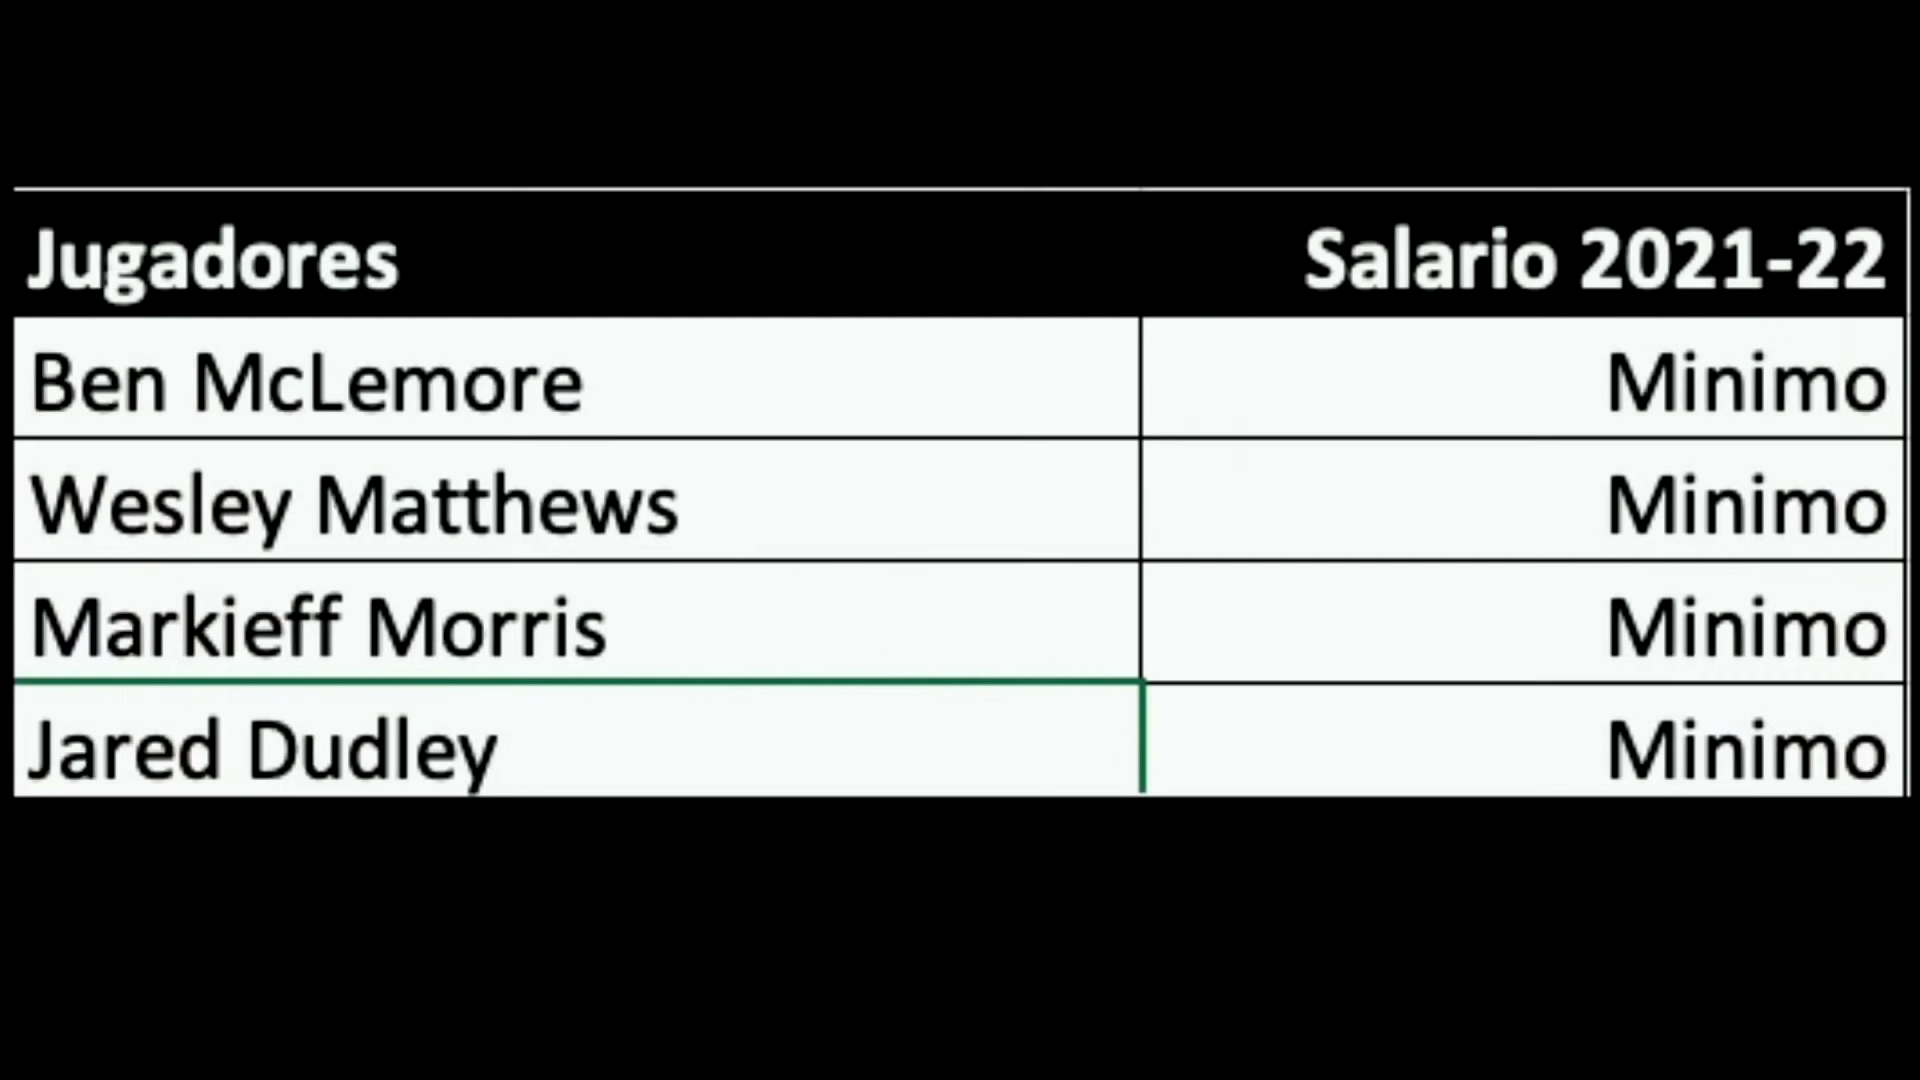 Jugadores Salario 2021-22
Ben McLemore Minimo
Wesley Matthews Minimo
Markieff Morris Minimo
Jared Dudley Minimo